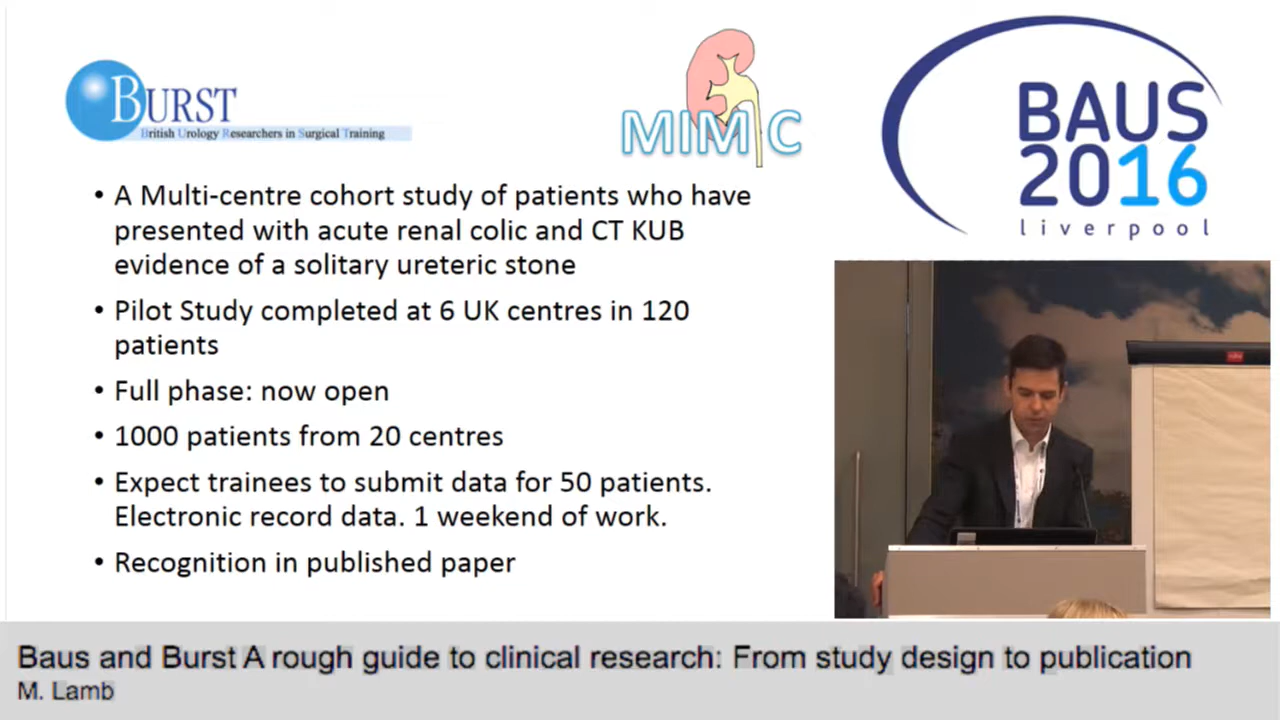 BURST
British Urology Researchers in Surgical Training
MIMIC
BAUS
2016
liverpool
• A Multi-centre cohort study of patients who have
presented with acute renal colic and CT KUB
evidence of a solitary ureteric stone
• Pilot Study completed at 6 UK centres in 120
patients
• Full phase: now open
• 1000 patients from 20 centres
• Expect trainees to submit data for 50 patients.
Electronic record data. 1 weekend of work.
• Recognition in published paper
Baus and Burst A rough guide to clinical research: From study design to publication
M. Lamb